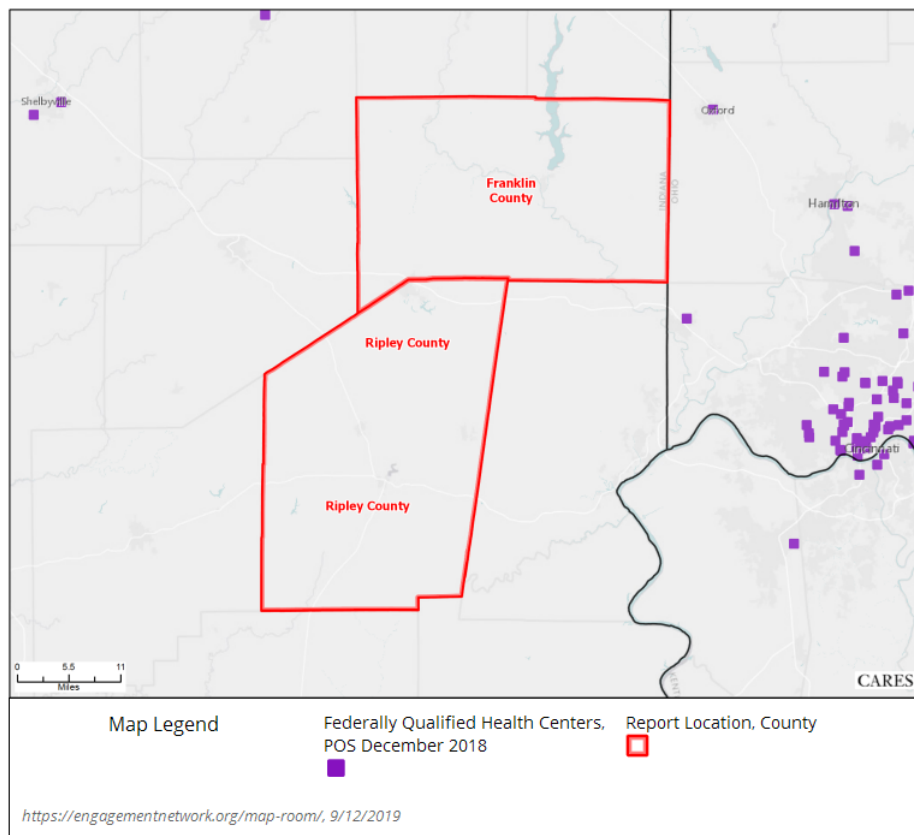 Shelbyville
Oxford
Franklin
County
INDIANA
OHIO
Hamilton
Ripley County
Cincinnati
Ripley County
0 5.5 11
Miles
CARES
Map Legend
Federally Qualified Health Centers,
POS December 2018
Report Location, County
https://engagementnetwork.org/map-room/, 9/12/2019